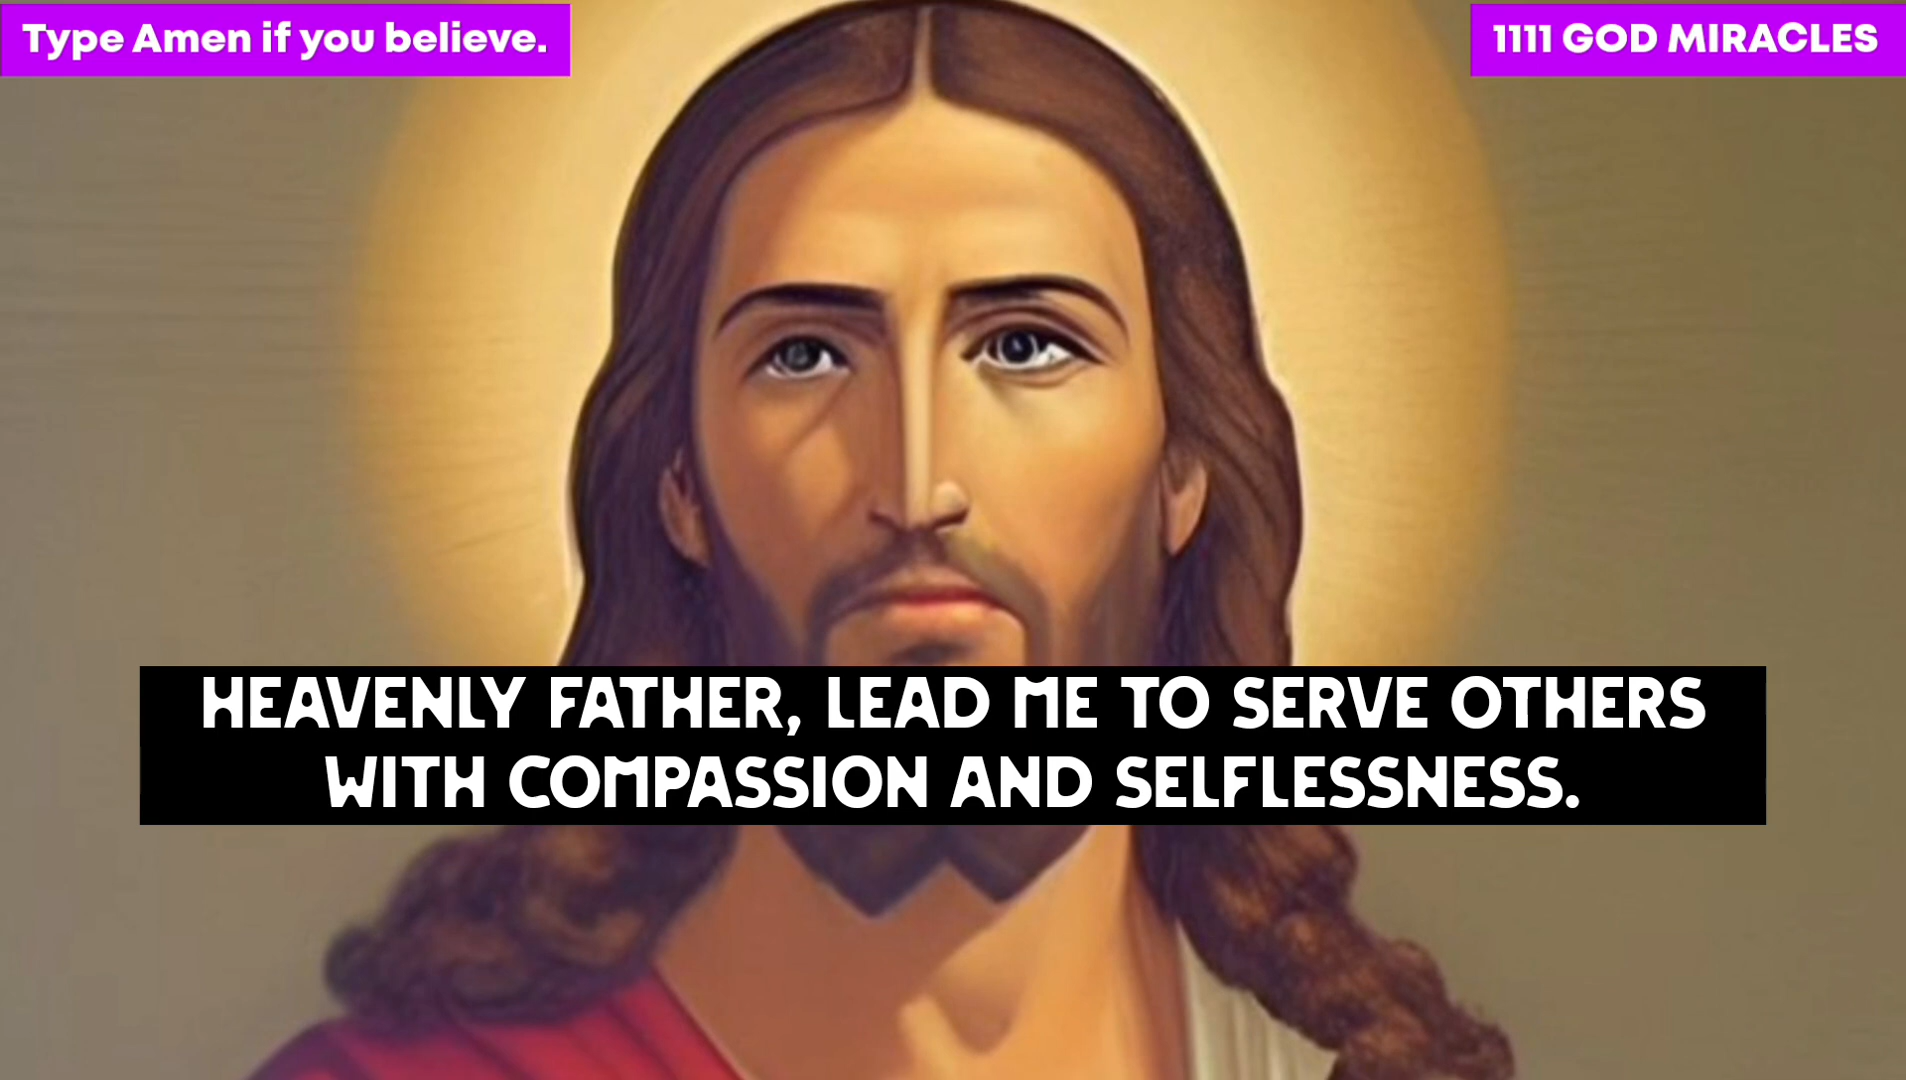 Type Amen if you believe.
1111 GOD MIRACLES
HEAVENLY FATHER, LEAD ME TO SERVE OTHERS
WITH COMPASSION AND SELFLESSNESS.